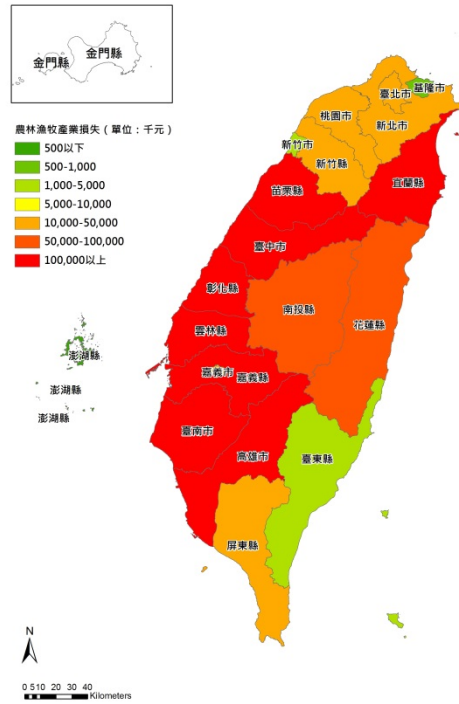 金門縣
金門縣
農林漁牧產業損失（單位：千元）
500以下
500-1,000
1,000-5,000
5,000-10,000
10,000-50,000
50,000-100,000
100,000以上
基隆市
臺北市
桃園市
新北市
新竹市
新竹縣
宜蘭縣
苗栗縣
臺中市
彰化縣
南投縣
花蓮縣
雲林縣
澎湖縣
嘉義市
嘉義縣
澎湖縣
澎湖縣
臺南市
高雄市
臺東縣
屏東縣
N
0 5 10 20 30 40
Kilometers